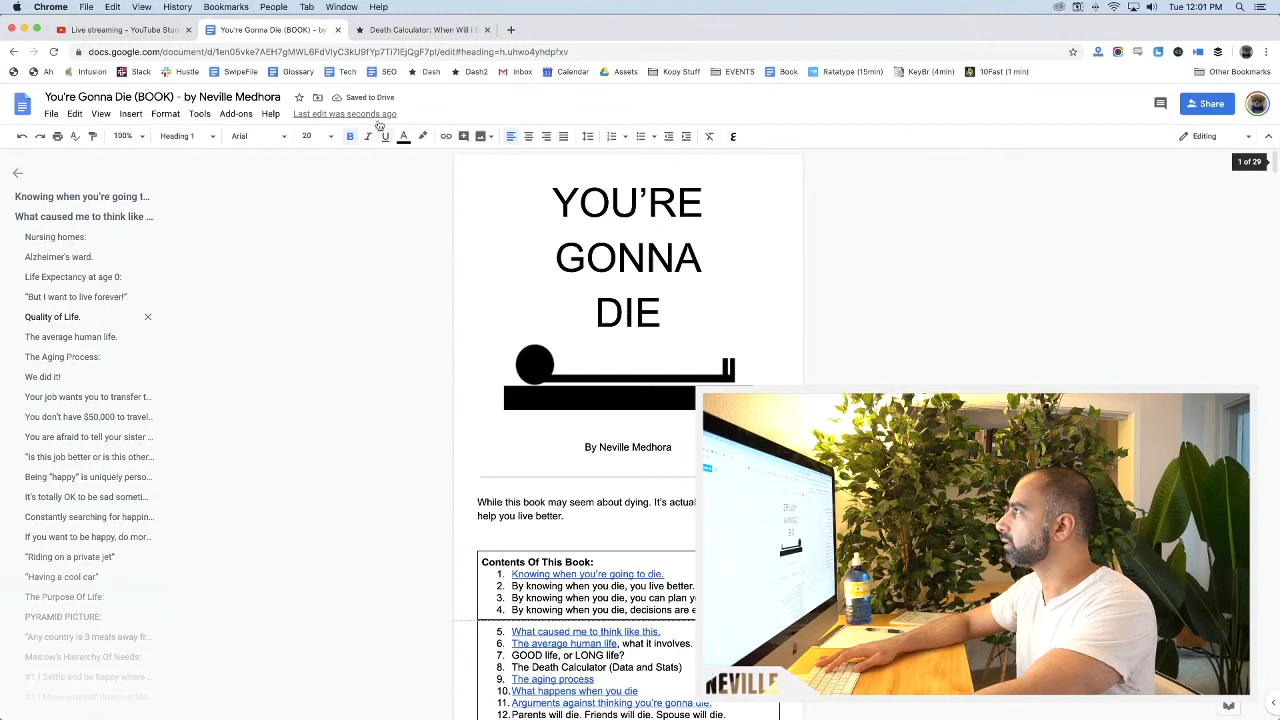 Chrome File Edit View History Bookmarks People Tab Window Help
Tue 12:01 PM
Live streaming - YouTube Stud
You're Gonna Die (BOOK) - by
Death Calculator: When Will I
docs.google.com/document/d/1en05vke7AEH7gMWL6FdVIyC3kU9fYp7Ti7IEjQgF7pI/edit#heading=h.uhwo4yhdpfxv
Ah Infusion Slack Hustle SwipeFile Glossary Tech SEO Dash Dash2 Inbox Calendar Assets Kopy Stuff EVENTS Book Ratatype (15min) KeyBr (4min) 10Fast (1 min) Other Bookmarks
You're Gonna Die (BOOK) - by Neville Medhora
Saved to Drive
File Edit View Insert Format Tools Add-ons Help
Last edit was seconds ago
Share
100% Heading 1 Arial 20 B I U A Editing
1 of 29
Knowing when you're going t...
What caused me to think like ...
Nursing homes:
Alzheimer's ward.
Life Expectancy at age 0:
"But I want to live forever!"
Quality of Life.
The average human life.
The Aging Process:
We did it!
Your job wants you to transfer t...
You don't have $50,000 to travel...
You are afraid to tell your sister ...
"Is this job better or is this other...
Being "happy" is uniquely perso...
It's totally OK to be sad someti...
Constantly searching for happin...
If you want to be happy, do mor...
"Riding on a private jet"
"Having a cool car"
The Purpose Of Life:
PYRAMID PICTURE:
"Any country is 3 meals away fr...
Maslow's Hierarchy Of Needs:
#1.) Settle and be happy where ...
YOU'RE
GONNA
DIE
By Neville Medhora
While this book may seem about dying. It's actua
help you live better.
Contents Of This Book:
1. Knowing when you're going to die.
2. By knowing when you die, you live better.
3. By knowing when you die, you can plan y
4. By knowing when you die, decisions are e
5. What caused me to think like this.
6. The average human life, what it involves.
7. GOOD life, or LONG life?
8. The Death Calculator (Data and Stats)
9. The aging process
10. What happens when you die
11. Arguments against thinking you're gonna die.
12. Parents will die. Friends will die. Spouse will die.
NEVILLE